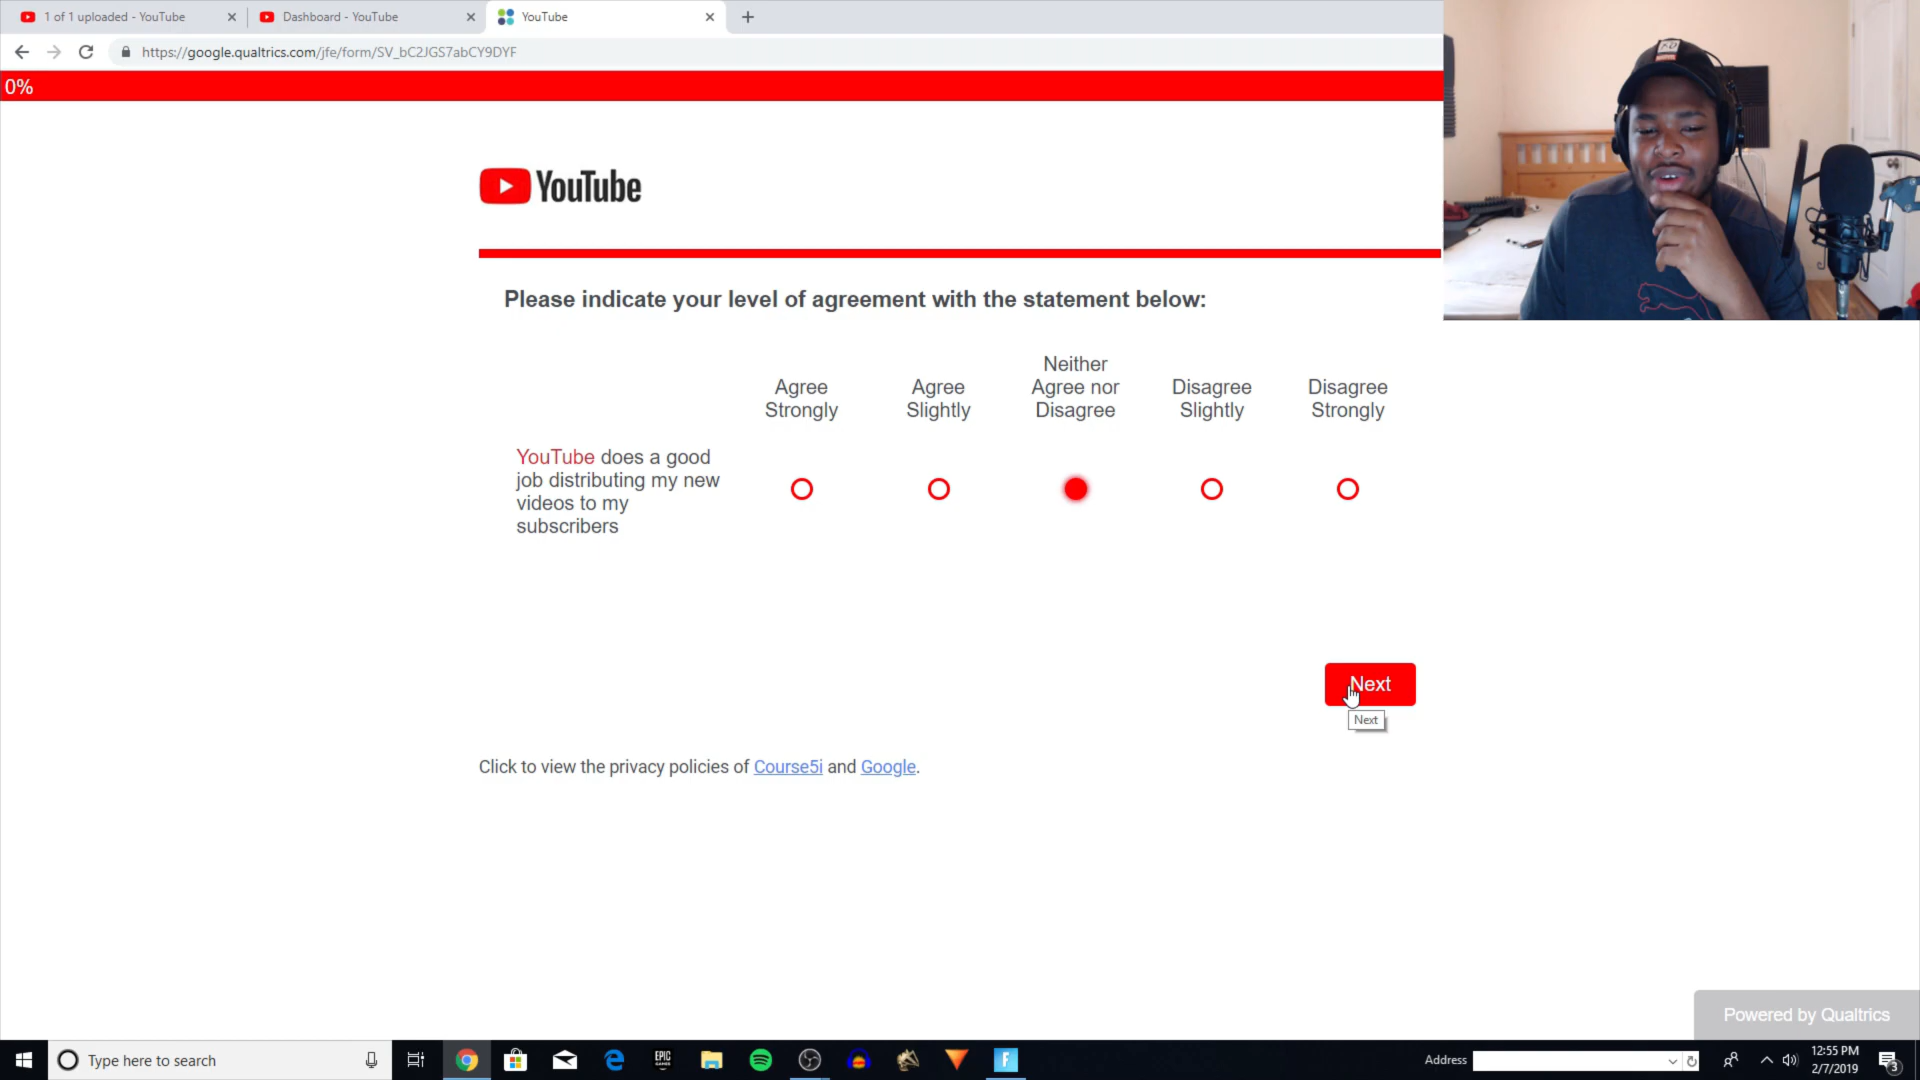 1 of 1 uploaded - YouTube
Dashboard - YouTube
YouTube
https://google.qualtrics.com/jfe/form/SV_bC2JGS7abCY9DYF
0%
YouTube
Please indicate your level of agreement with the statement below:
Agree
Strongly
Agree
Slightly
Neither
Agree nor
Disagree
Disagree
Slightly
Disagree
Strongly
YouTube does a good
job distributing my new
videos to my
subscribers
Next
Next
Click to view the privacy policies of Course5i and Google.
Powered by Qualtrics
Type here to search
EPIC
GAMES
F
Address
12:55 PM
2/7/2019
3